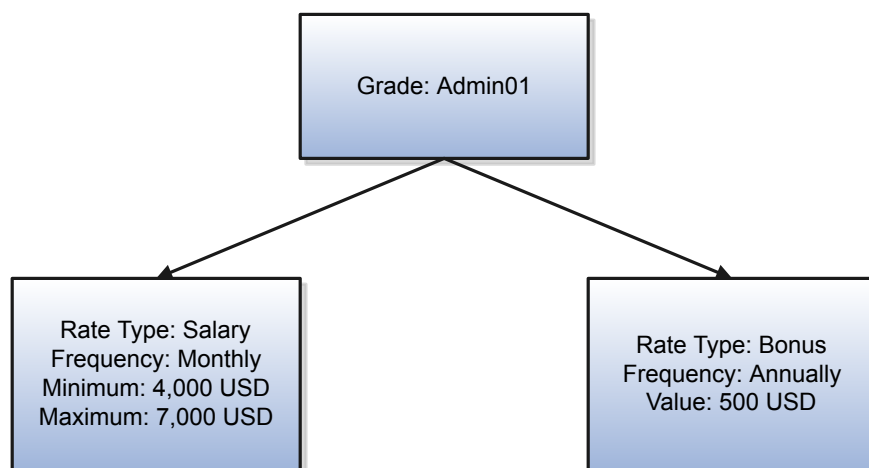 Grade: Admin01
Rate Type: Salary
Frequency: Monthly
Minimum: 4,000 USD
Maximum: 7,000 USD
Rate Type: Bonus
Frequency: Annually
Value: 500 USD